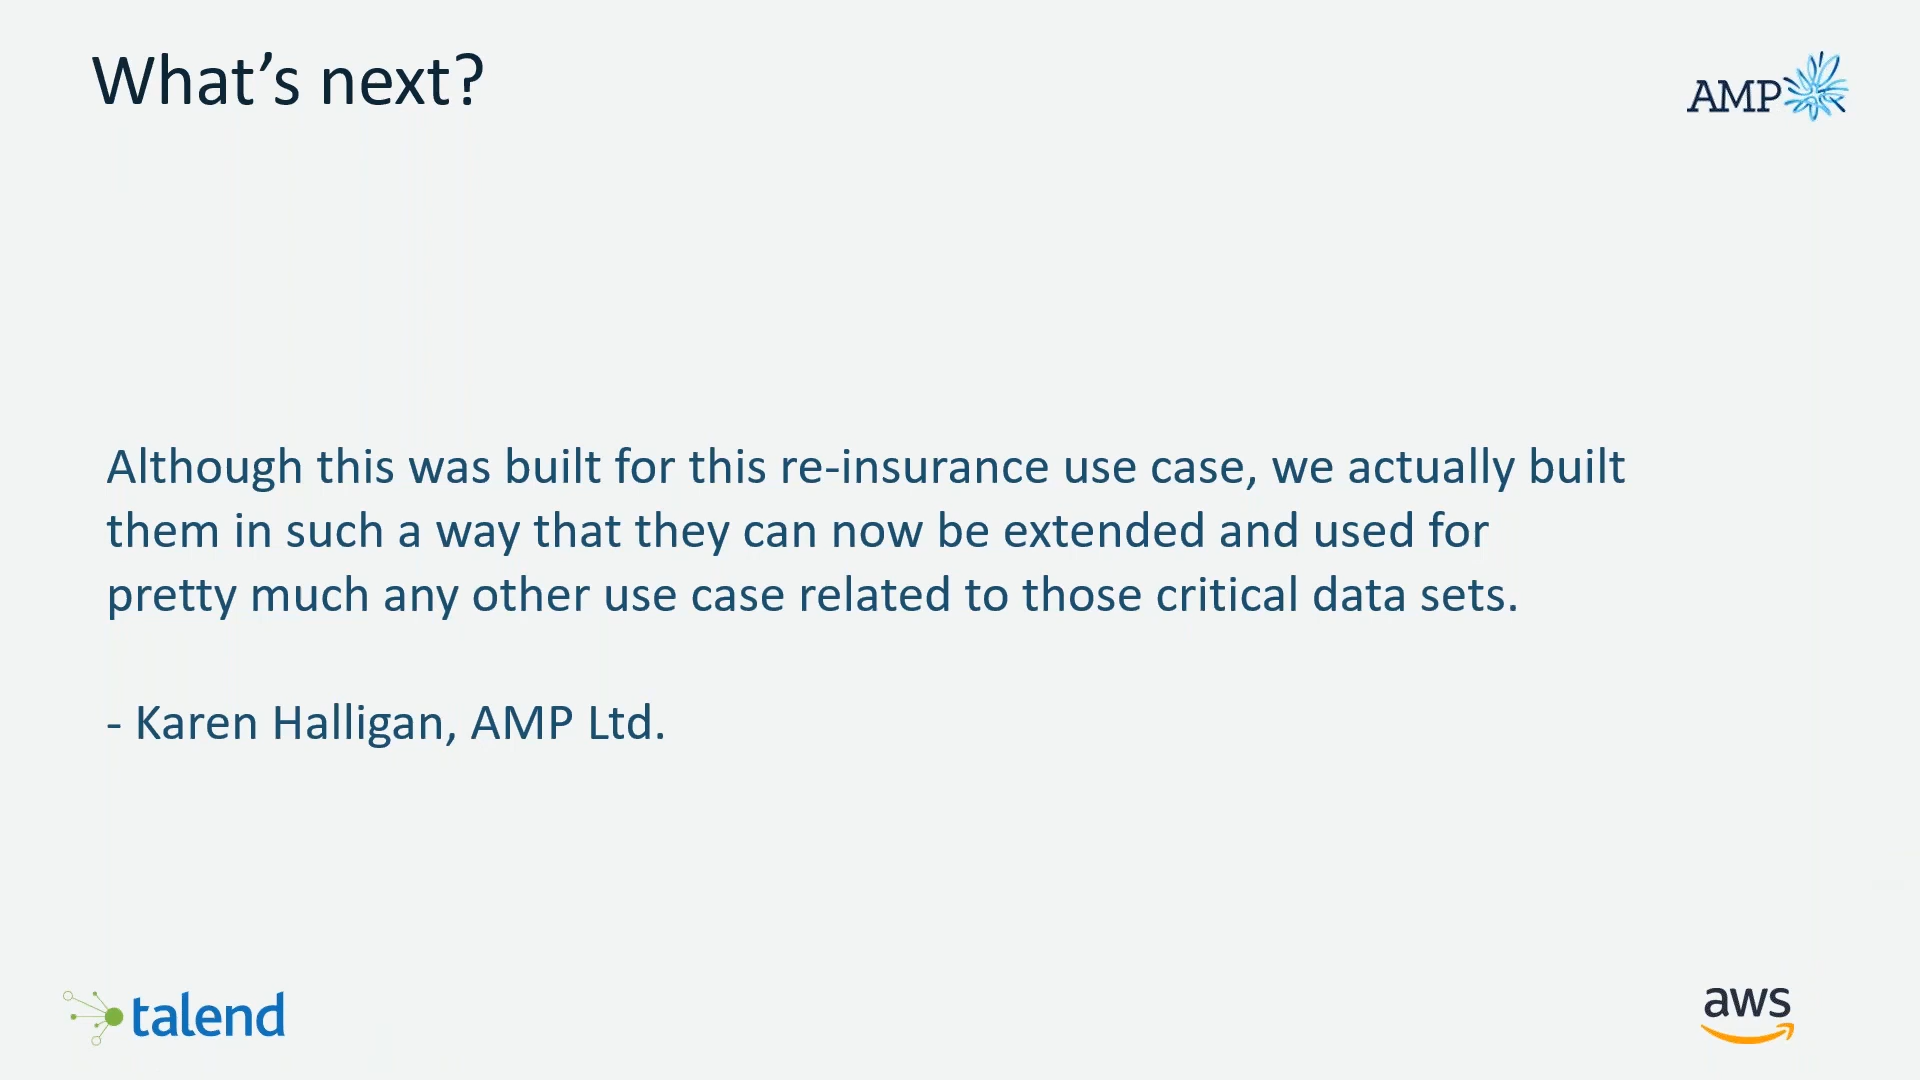 What's next?
AMP
Although this was built for this re-insurance use case, we actually built
them in such a way that they can now be extended and used for
pretty much any other use case related to those critical data sets.
- Karen Halligan, AMP Ltd.
talend
aws